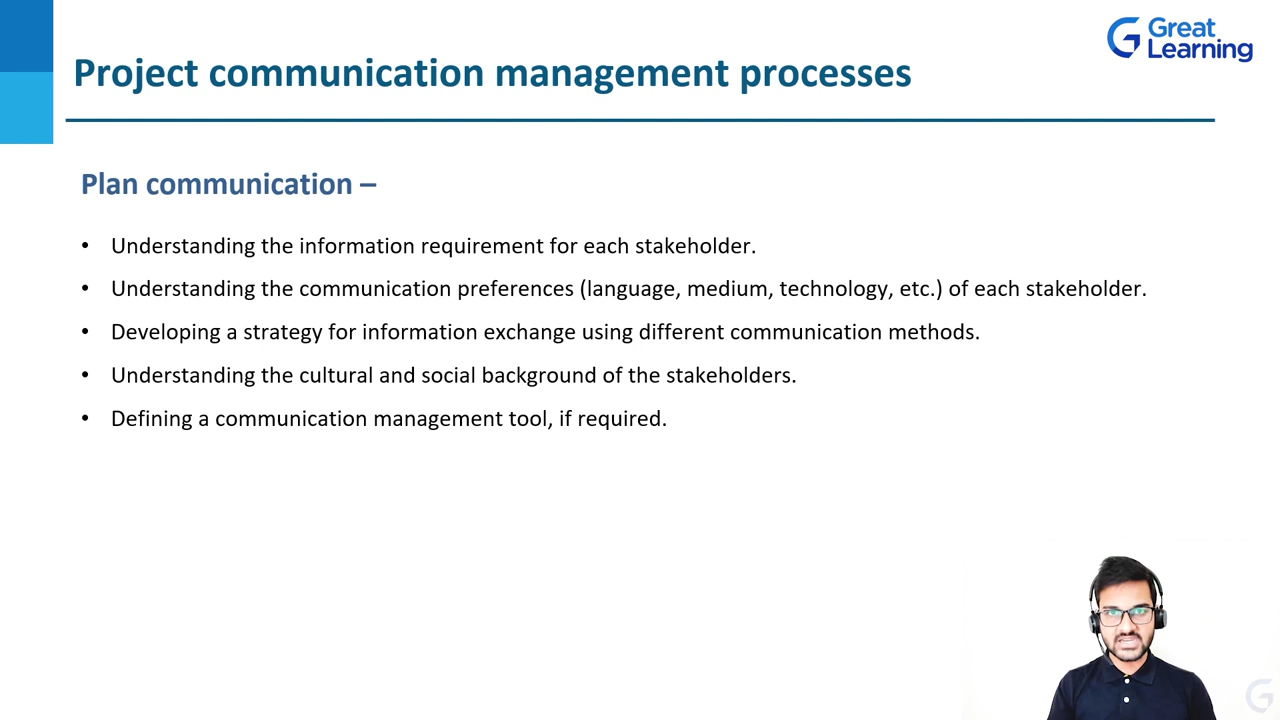 Great
Learning
Project communication management processes
Plan communication –
• Understanding the information requirement for each stakeholder.
• Understanding the communication preferences (language, medium, technology, etc.) of each stakeholder.
• Developing a strategy for information exchange using different communication methods.
• Understanding the cultural and social background of the stakeholders.
• Defining a communication management tool, if required.